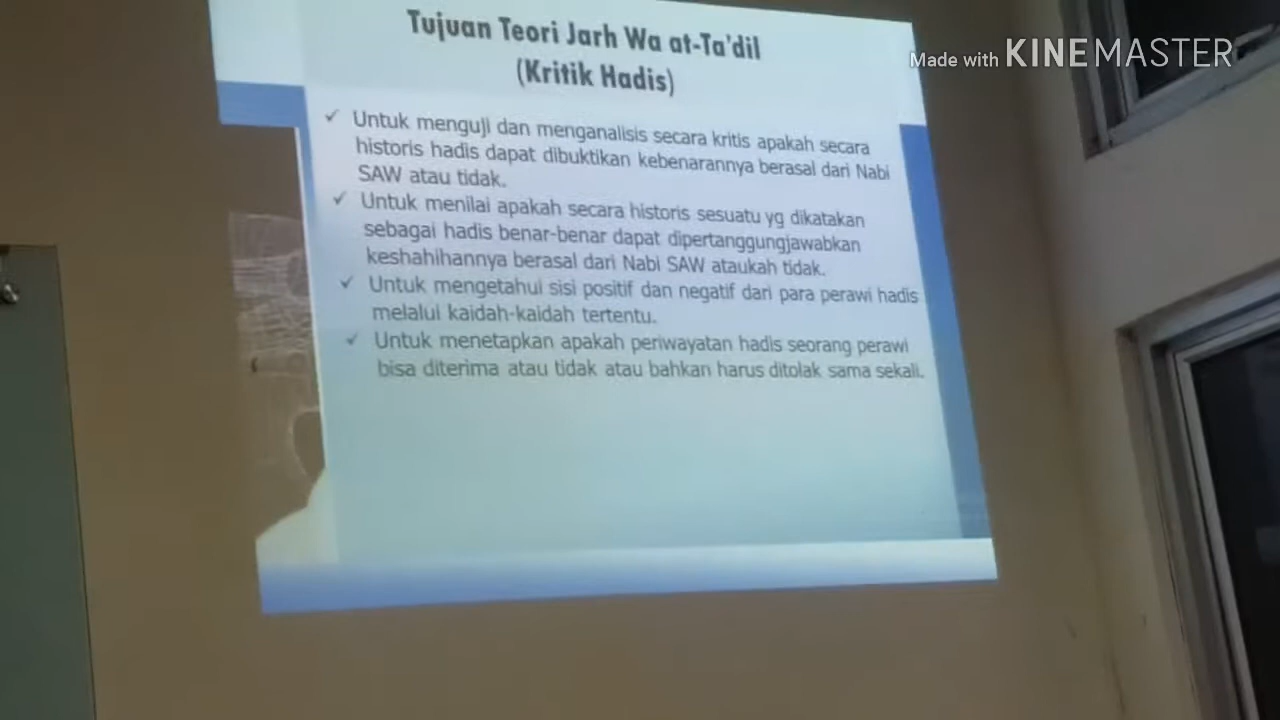 Tujuan Teori Jarh Wa at-Ta'dil
(Kritik Hadis)
Made with KINEMASTER
✓ Untuk menguji dan menganalisis secara kritis apakah secara
historis hadis dapat dibuktikan kebenarannya berasal dari Nabi
SAW atau tidak.
✓ Untuk menilai apakah secara historis sesuatu yg dikatakan
sebagai hadis benar-benar dapat dipertanggungjawabkan
keshahihannya berasal dari Nabi SAW ataukah tidak.
✓ Untuk mengetahui sisi positif dan negatif dari para perawi hadis
melalui kaidah-kaidah tertentu.
✓ Untuk menetapkan apakah periwayatan hadis seorang perawi
bisa diterima atau tidak atau bahkan harus ditolak sama sekali.